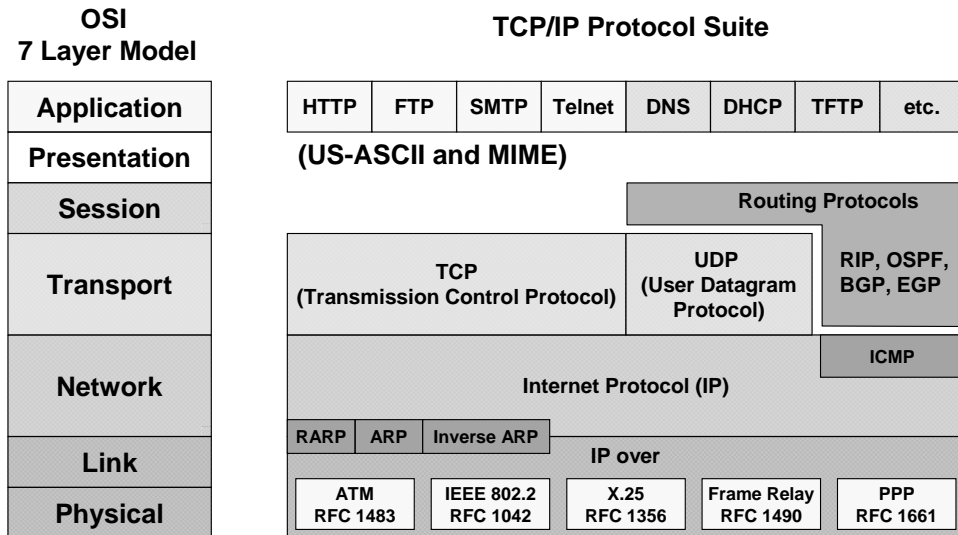 OSI
7 Layer Model
TCP/IP Protocol Suite
Application
HTTP
FTP
SMTP
Telnet
DNS
DHCP
TFTP
etc.
Presentation
(US-ASCII and MIME)
Session
Routing Protocols
Transport
TCP
(Transmission Control Protocol)
UDP
(User Datagram
Protocol)
RIP, OSPF,
BGP, EGP
Network
ICMP
Internet Protocol (IP)
RARP
ARP
Inverse ARP
Link
IP over
Physical
ATM
RFC 1483
IEEE 802.2
RFC 1042
X.25
RFC 1356
Frame Relay
RFC 1490
PPP
RFC 1661